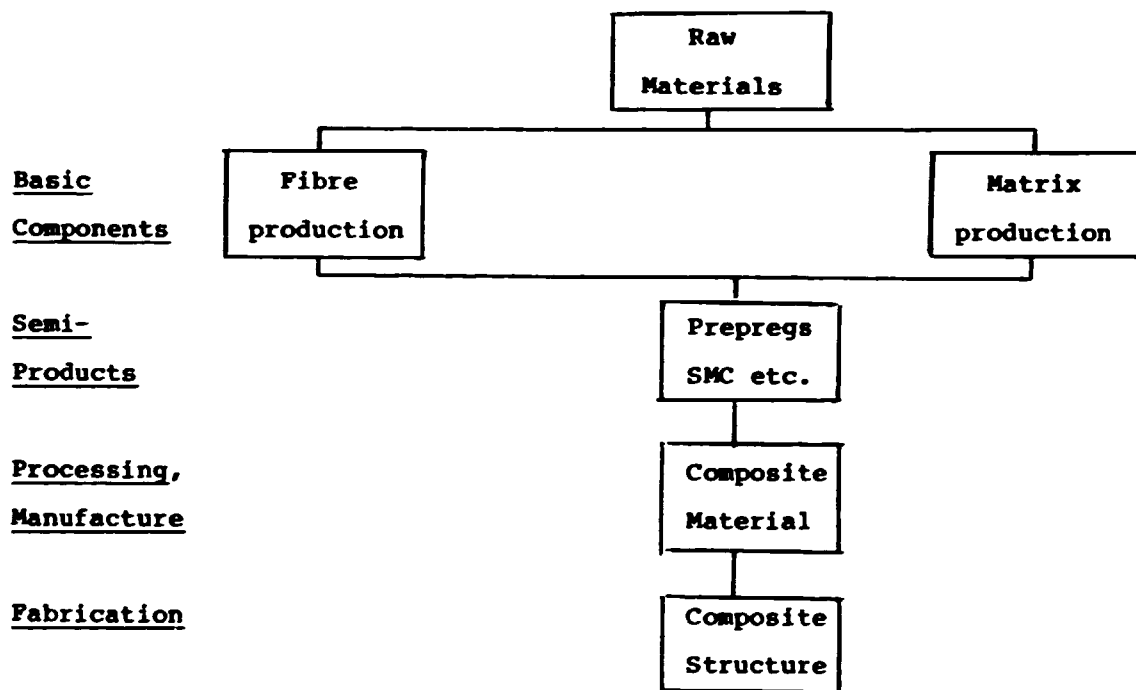 Raw
Materials
Basic
Components
Fibre
production
Matrix
production
Semi-
Products
Prepregs
SMC etc.
Processing,
Manufacture
Composite
Material
Fabrication
Composite
Structure